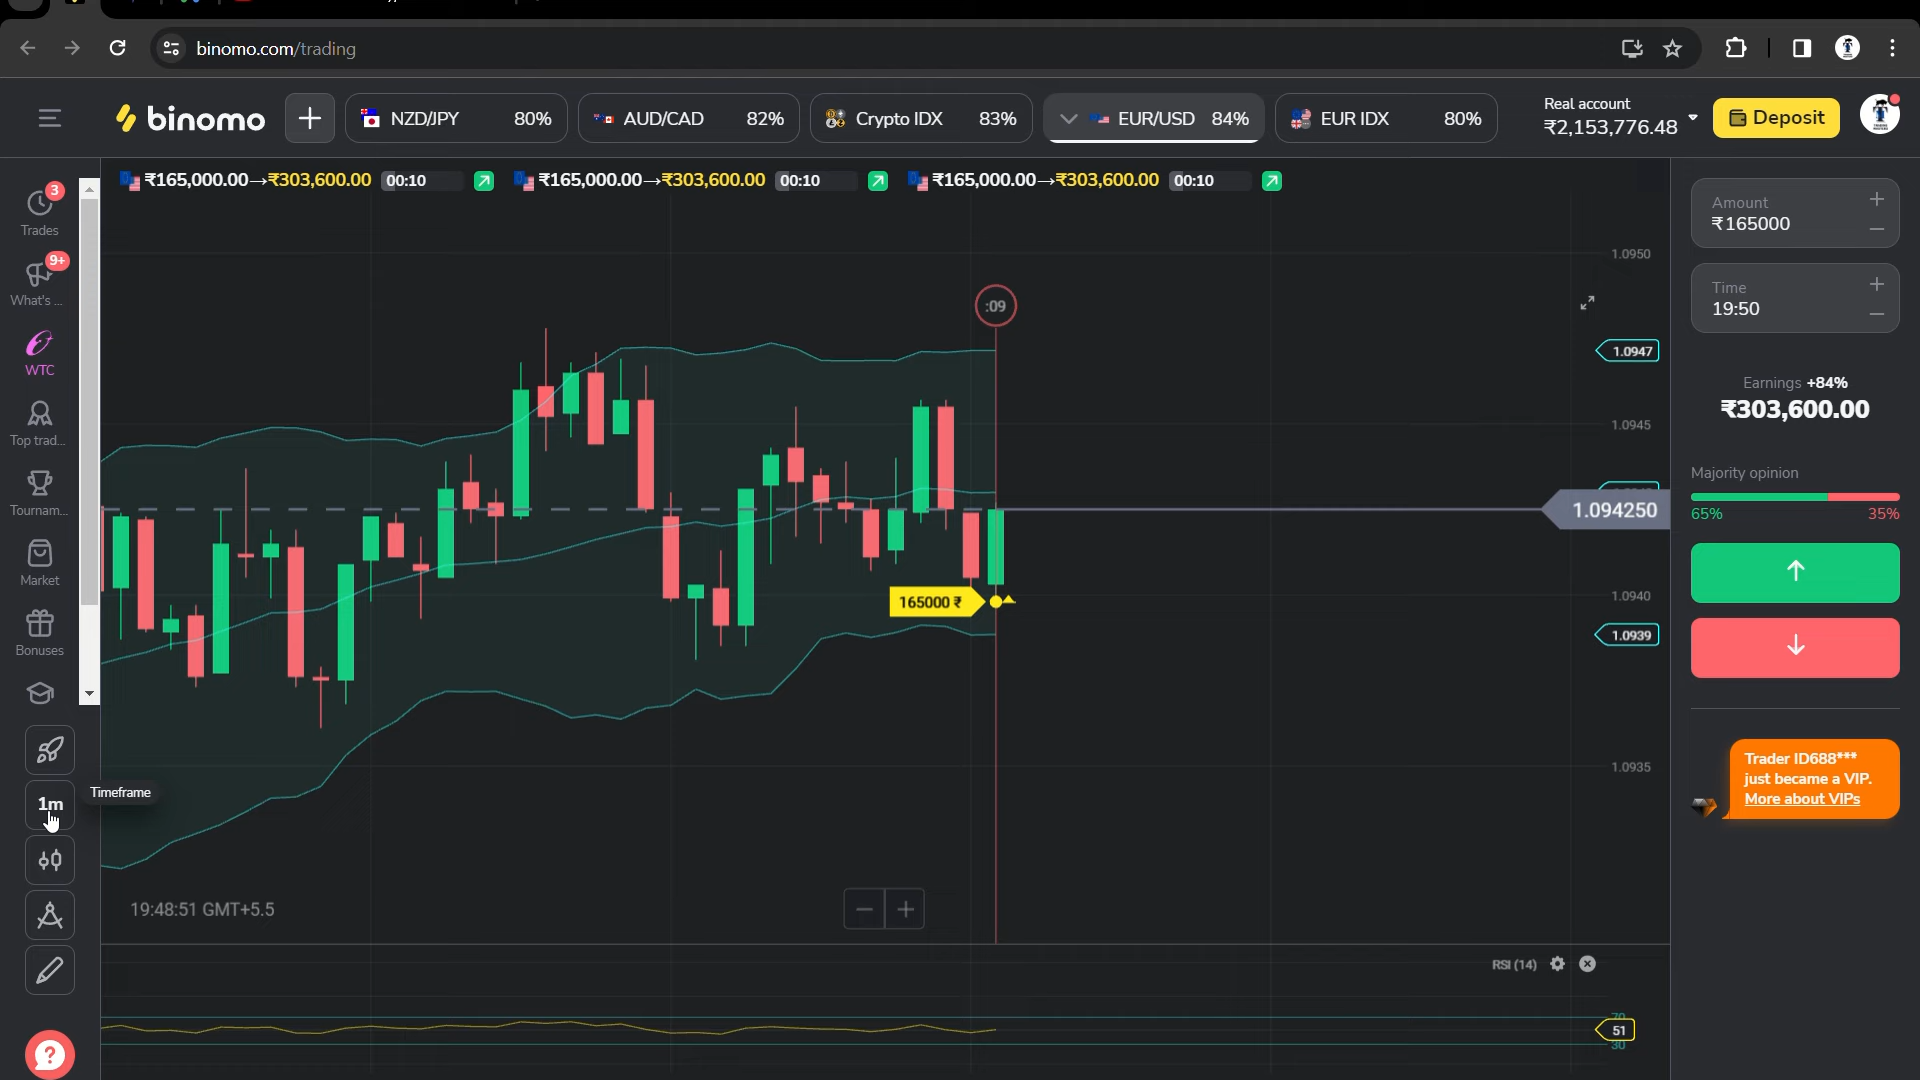 binomo.com/trading
binomo
NZD/JPY 80%
AUD/CAD 82%
Crypto IDX 83%
EUR/USD 84%
EUR IDX 80%
Real account
₹2,153,776.48
Deposit
3
Trades
9+
What's ...
WTC
Top trad...
Tournam...
Market
Bonuses
1m
Timeframe
₹165,000.00→₹303,600.00 00:10
₹165,000.00→₹303,600.00 00:10
₹165,000.00→₹303,600.00 00:10
:09
1.0950
1.0947
1.0945
1.094250
1.0940
1.0939
1.0935
165000 ₹
19:48:51 GMT+5.5
RSI (14)
70
51
30
Amount
₹165000
Time
19:50
Earnings +84%
₹303,600.00
Majority opinion
65% 35%
Trader ID688***
just became a VIP.
More about VIPs